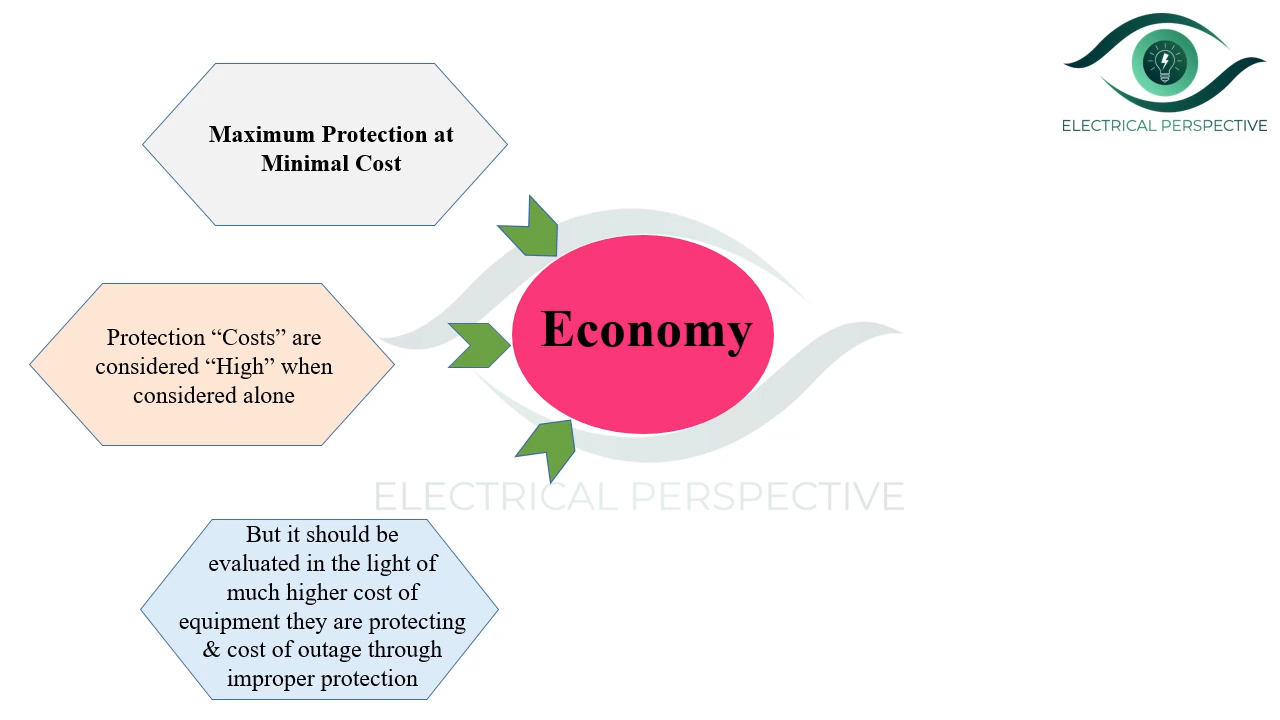 ELECTRICAL PERSPECTIVE
Maximum Protection at
Minimal Cost
Economy
Protection “Costs” are
considered “High” when
considered alone
ELECTRICAL PERSPECTIVE
But it should be
evaluated in the light of
much higher cost of
equipment they are protecting
& cost of outage through
improper protection